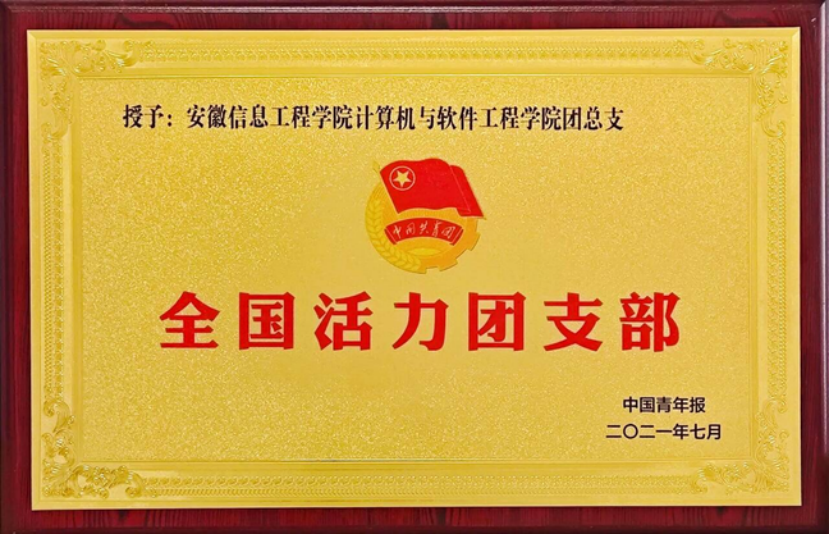 授予：安徽信息工程学院计算机与软件工程学院团总支
中国共青团
全国活力团支部
中国青年报
二〇二一年七月